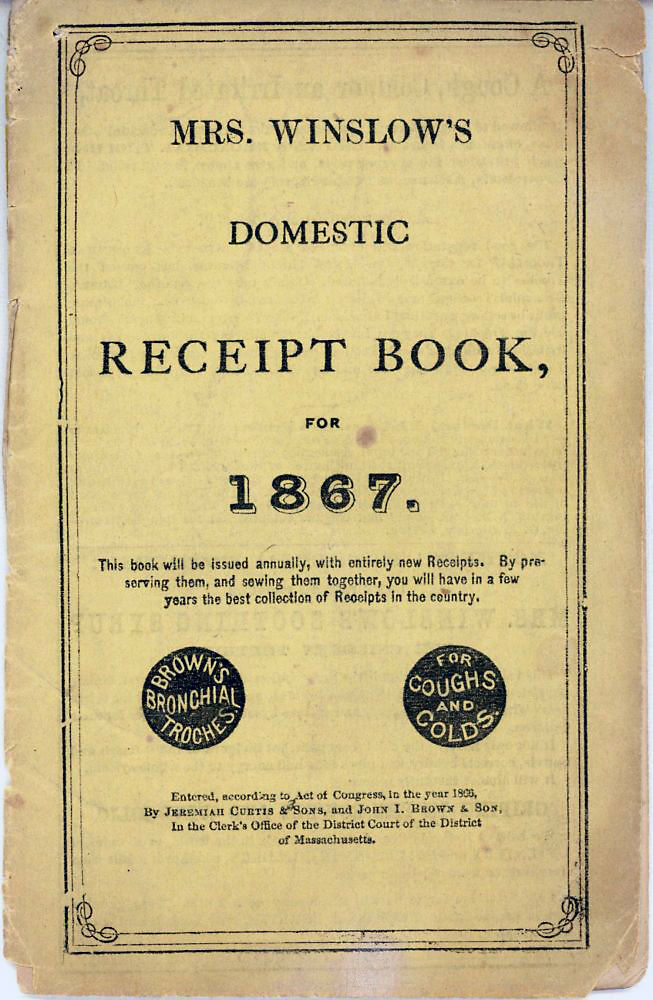 MRS. WINSLOW'S
DOMESTIC
RECEIPT BOOK,
FOR
1867.
This book will be issued annually, with entirely new Receipts. By pre-
serving them, and sewing them together, you will have in a few
years the best collection of Receipts in the country.
BROWN'S
BRONCHIAL
TROCHES.
FOR
COUGHS
AND
COLDS.
Entered, according to Act of Congress, in the year 1866,
By JEREMIAH CURTIS & SONS, and JOHN I. BROWN & SON,
In the Clerk's Office of the District Court of the District
of Massachusetts.